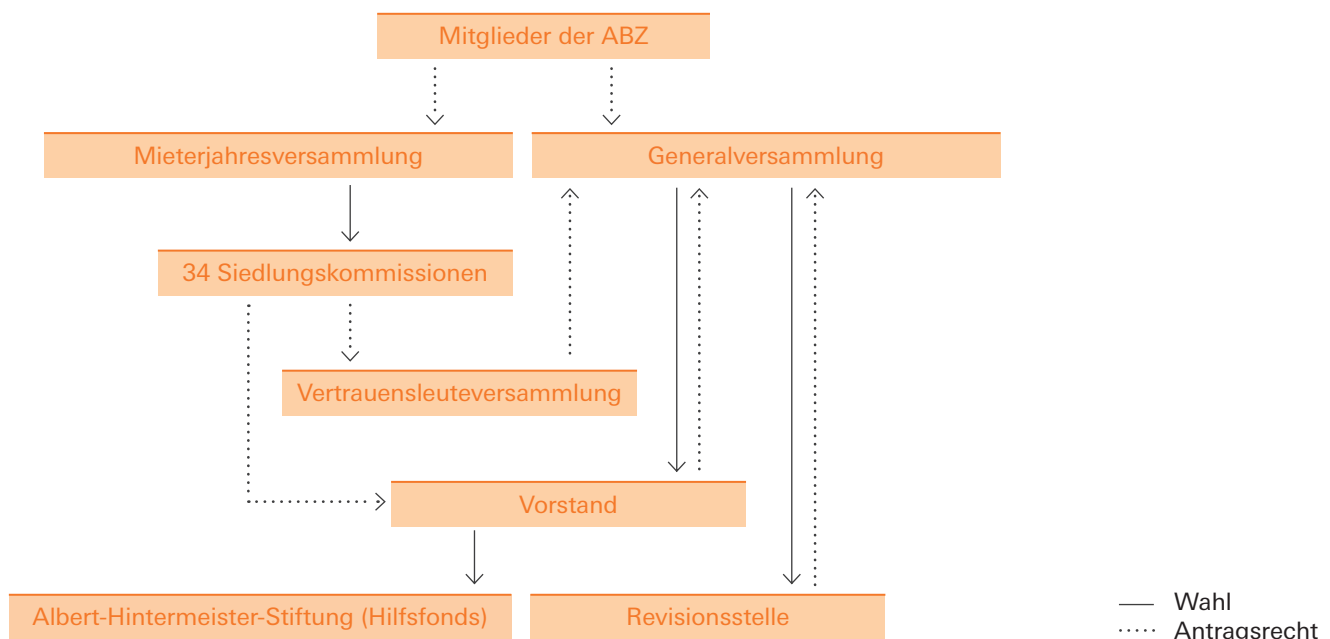 Mitglieder der ABZ
Mieterjahresversammlung
Generalversammlung
34 Siedlungskommissionen
Vertrauensleuteversammlung
Vorstand
Albert-Hintermeister-Stiftung (Hilfsfonds)
Revisionsstelle
Wahl
Antragsrecht